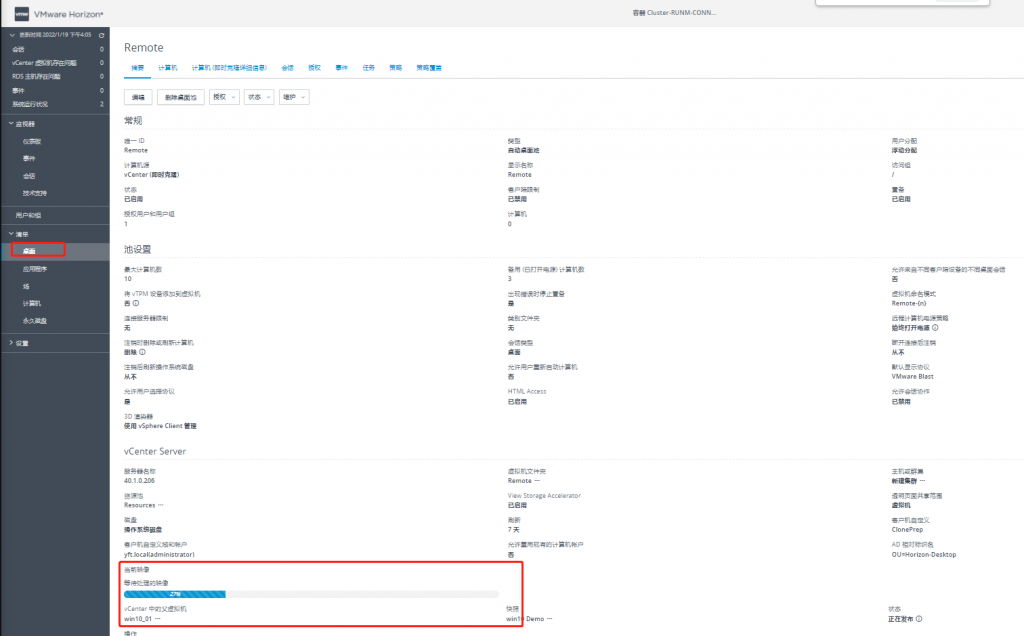 vmw VMware Horizon®
容器 Cluster-RUNM-CONN...
更新时间 2022/1/19 下午4:05
会话 0
vCenter 虚拟机存在问题 0
RDS 主机存在问题 0
事件 0
系统运行状况 2
监视器
仪表板
事件
会话
技术支持
用户和组
清单
桌面
应用程序
场
计算机
永久磁盘
设置
Remote
摘要 计算机 计算机 (即时克隆详细信息) 会话 授权 事件 任务 策略 策略覆盖
编辑 删除桌面池 授权 状态 维护
常规
唯一 ID 类型 用户分配
Remote 自动桌面池 浮动分配
计算机源 显示名称 访问组
vCenter (即时克隆) Remote /
状态 客户端限制 置备
已启用 已禁用 已启用
授权用户和用户组 计算机
1 0
池设置
最大计算机数 备用 (已打开电源) 计算机数 允许来自不同客户端设备的不同桌面会话
10 3 否
将 vTPM 设备添加到虚拟机 出现错误时停止置备 虚拟机命名模式
否 是 Remote-{n}
连接服务器限制 类别文件夹 远程计算机电源策略
无 无 始终打开电源
注销时删除或刷新计算机 会话类型 断开连接后注销
删除 桌面 从不
注销后刷新操作系统磁盘 允许用户重新启动计算机 默认显示协议
从不 否 VMware Blast
允许用户选择协议 HTML Access 允许会话协作
是 已启用 已禁用
3D 渲染器
使用 vSphere Client 管理
vCenter Server
服务器名称 虚拟机文件夹 主机或群集
40.1.0.206 Remote ··· 新建集群 ···
资源池 View Storage Accelerator 透明页面共享范围
Resources ··· 已启用 虚拟机
磁盘 刷新 客户机自定义
操作系统磁盘 7 天 ClonePrep
客户机自定义域和帐户 允许重用现有的计算机帐户 AD 相对标识名
yft.local(administrator) 否 OU=Horizon-Desktop
当前映像
等待处理的映像
27%
vCenter 中的父虚拟机 快照 状态
win10_01 ··· win10 Demo ··· 正在发布
操作